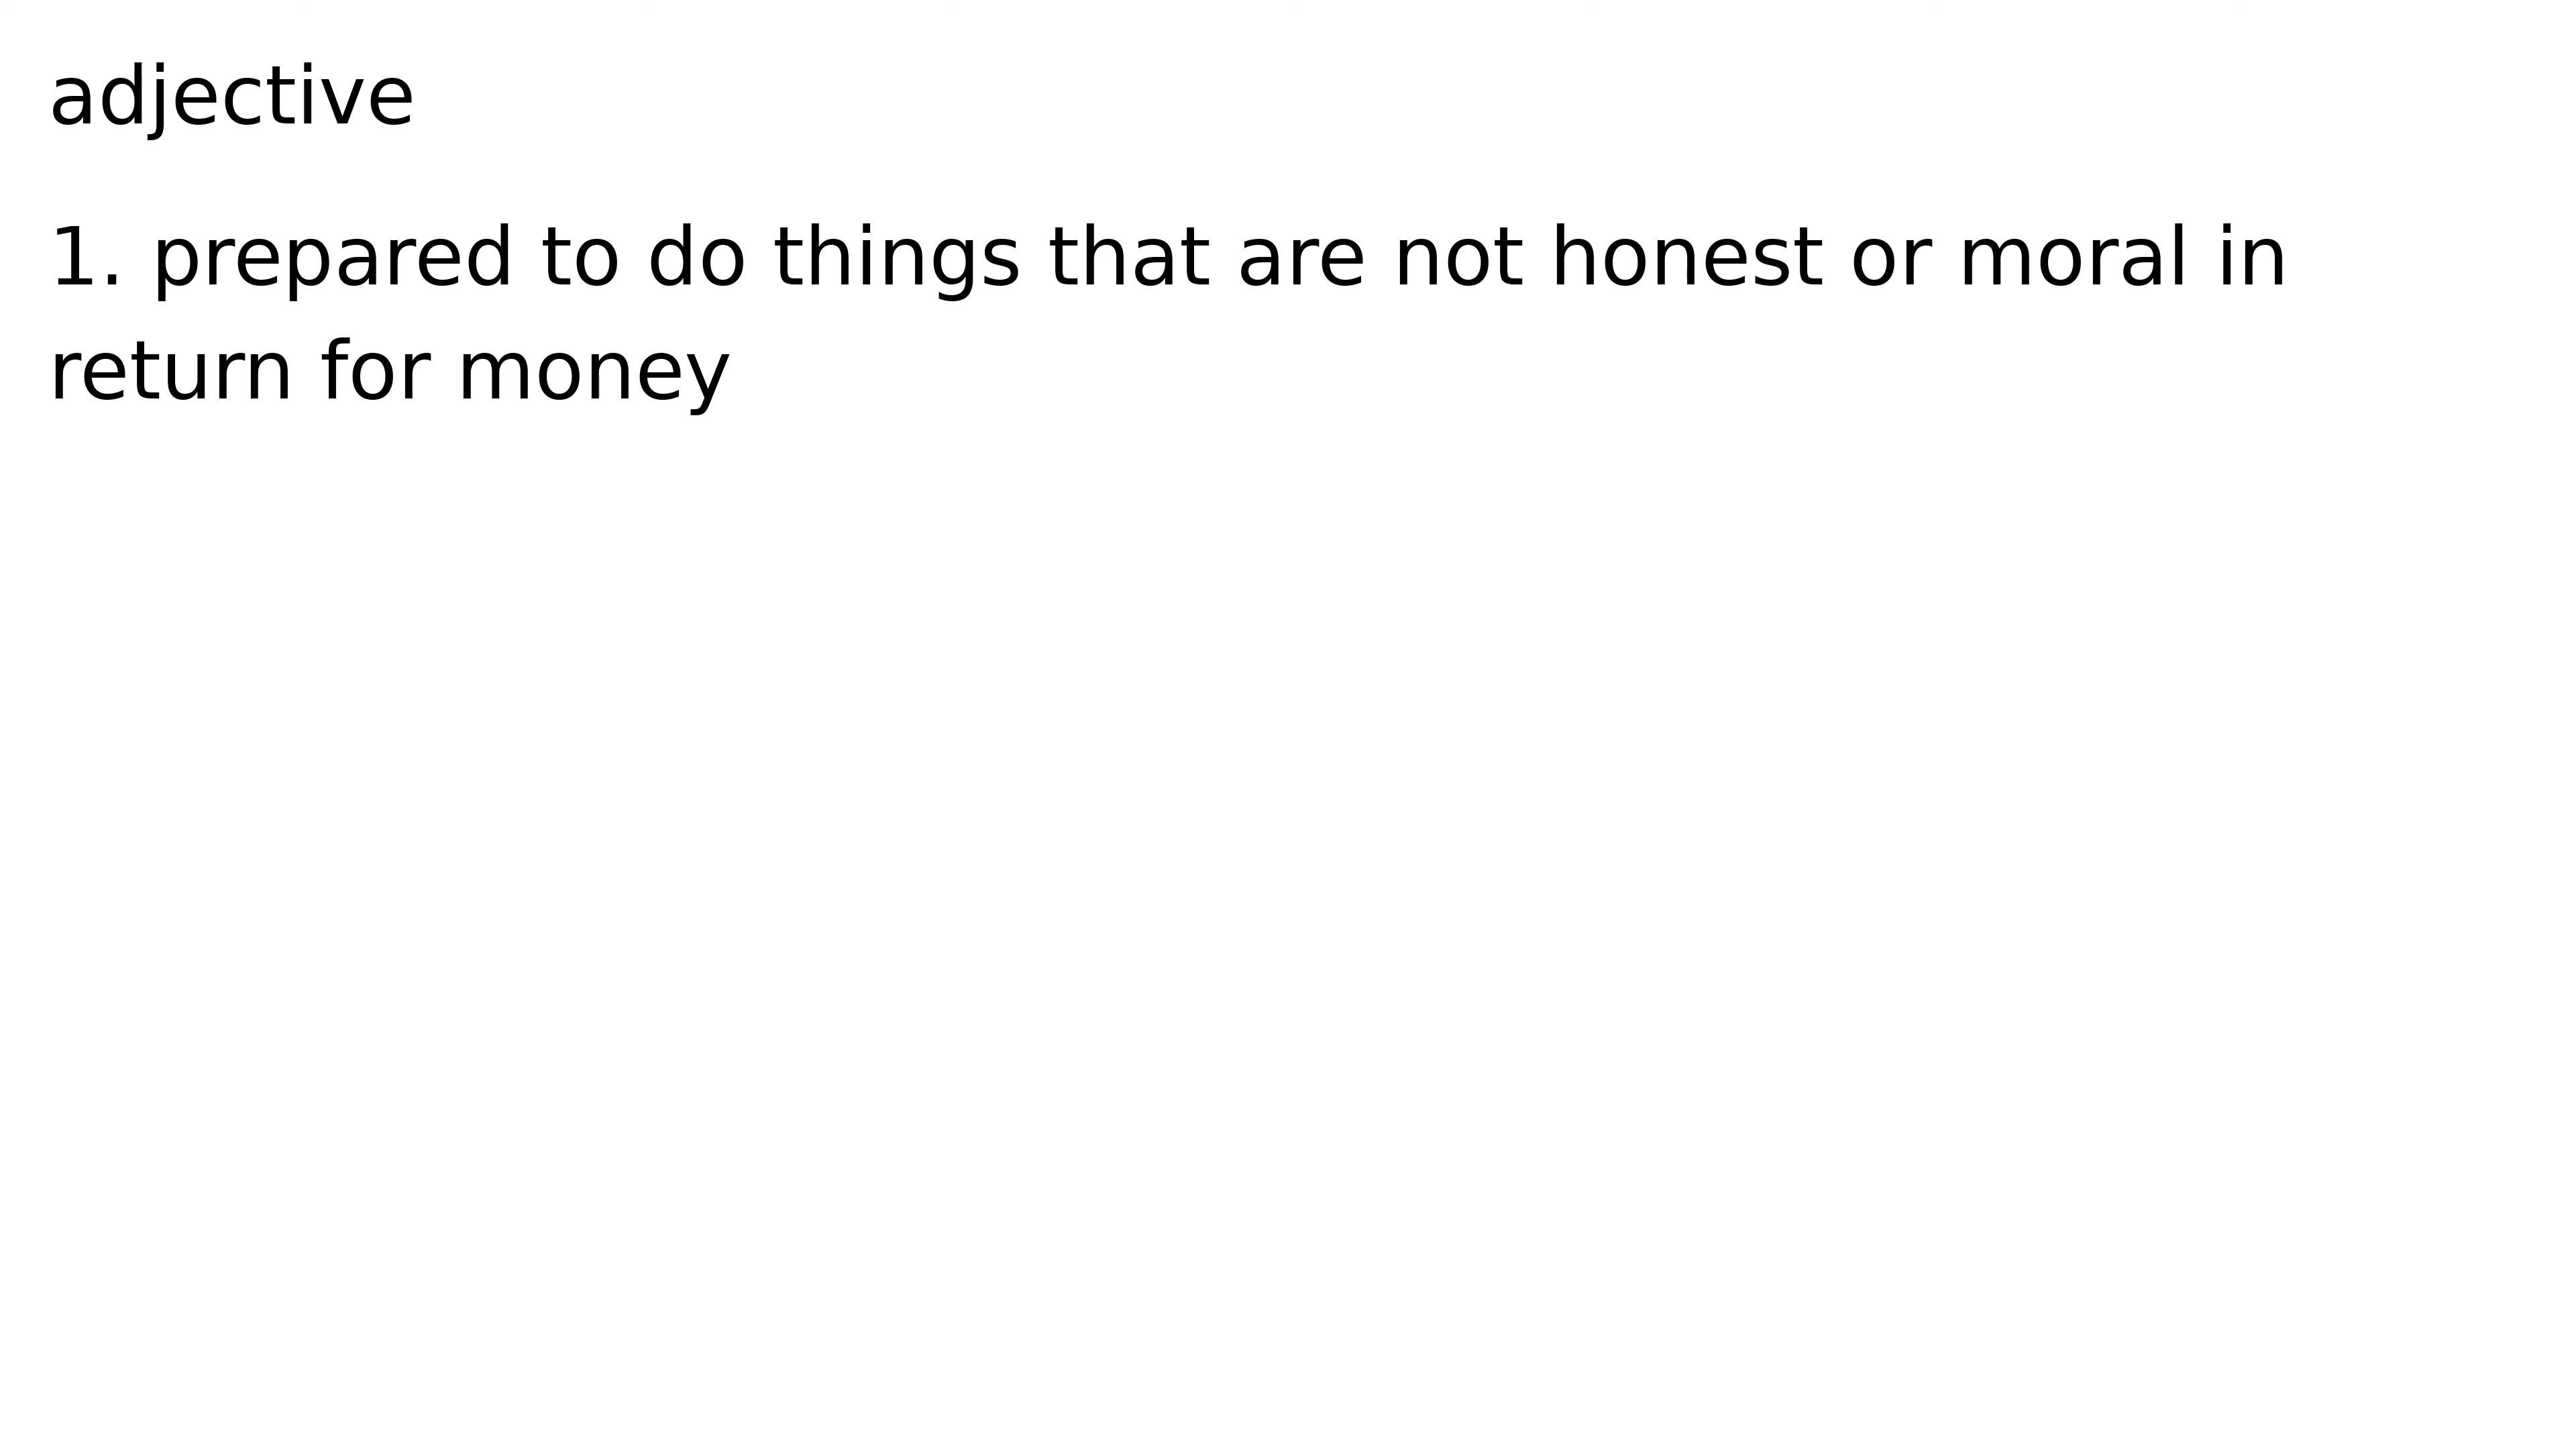 adjective
1. prepared to do things that are not honest or moral in
return for money